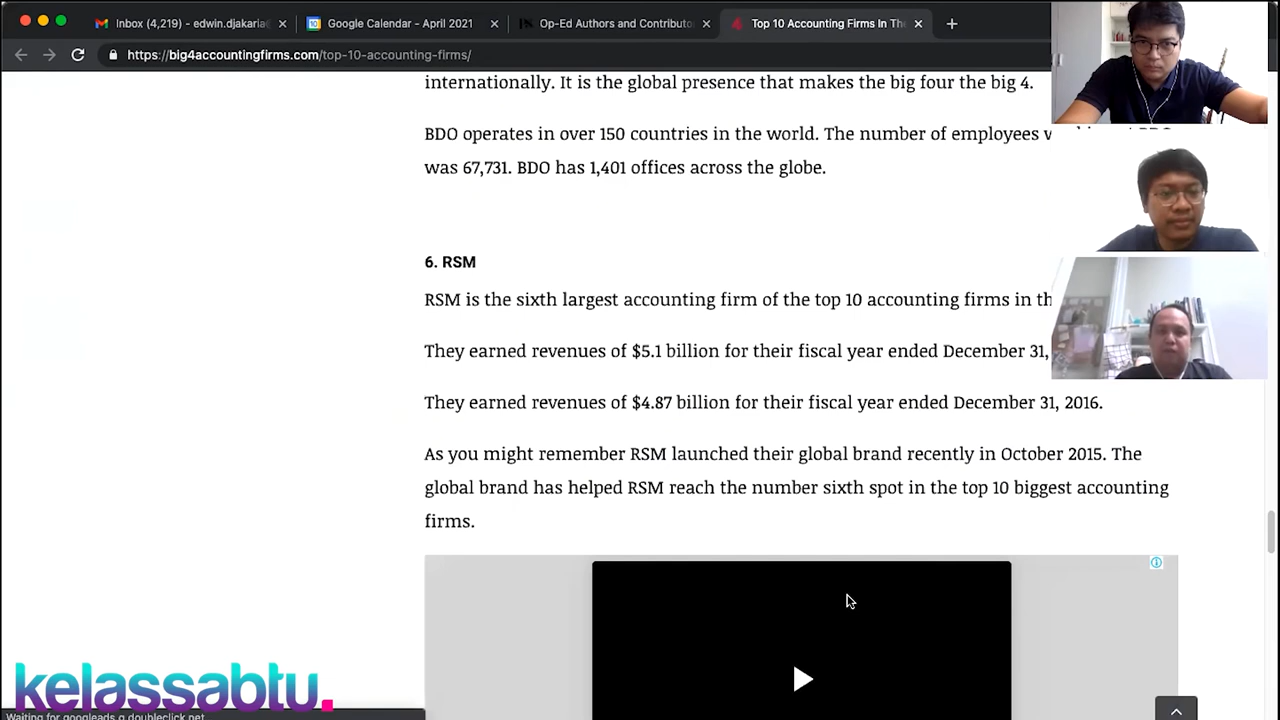 Inbox (4,219) - edwin.djakaria
Google Calendar - April 2021
Op-Ed Authors and Contributo
Top 10 Accounting Firms In The
https://big4accountingfirms.com/top-10-accounting-firms/
internationally. It is the global presence that makes the big four the big 4.
BDO operates in over 150 countries in the world. The number of employees
was 67,731. BDO has 1,401 offices across the globe.
6. RSM
RSM is the sixth largest accounting firm of the top 10 accounting firms in th
They earned revenues of $5.1 billion for their fiscal year ended December 31,
They earned revenues of $4.87 billion for their fiscal year ended December 31, 2016.
As you might remember RSM launched their global brand recently in October 2015. The
global brand has helped RSM reach the number sixth spot in the top 10 biggest accounting
firms.
kelassabtu.
Waiting for googleads.g.doubleclick.net